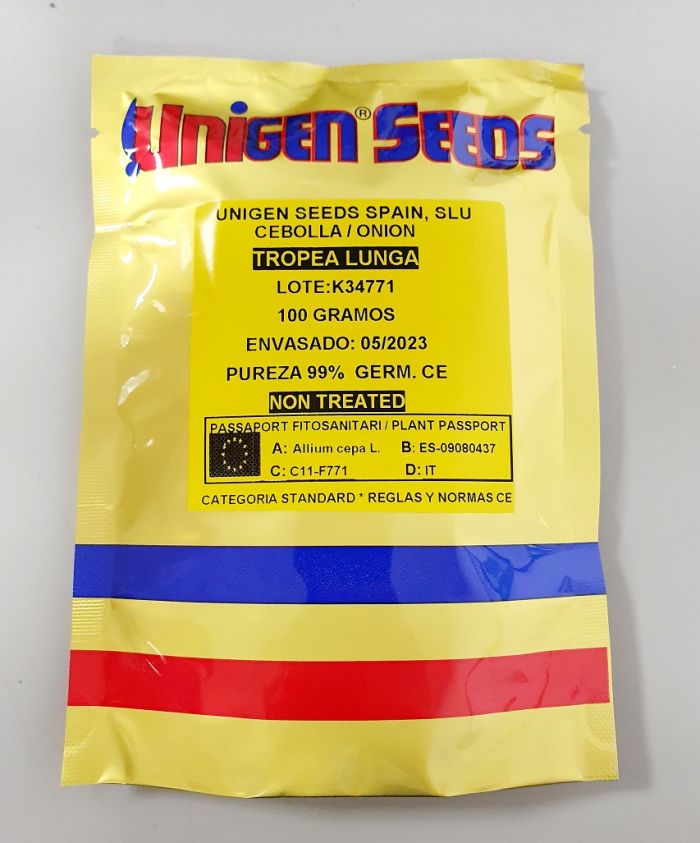 UNIGEN® SEEDS
UNIGEN SEEDS SPAIN, SLU
CEBOLLA / ONION
TROPEA LUNGA
LOTE:K34771
100 GRAMOS
ENVASADO: 05/2023
PUREZA 99% GERM. CE
NON TREATED
PASSAPORT FITOSANITARI / PLANT PASSPORT
A: Allium cepa L. B: ES-09080437
C: C11-F771 D: IT
CATEGORIA STANDARD * REGLAS Y NORMAS CE